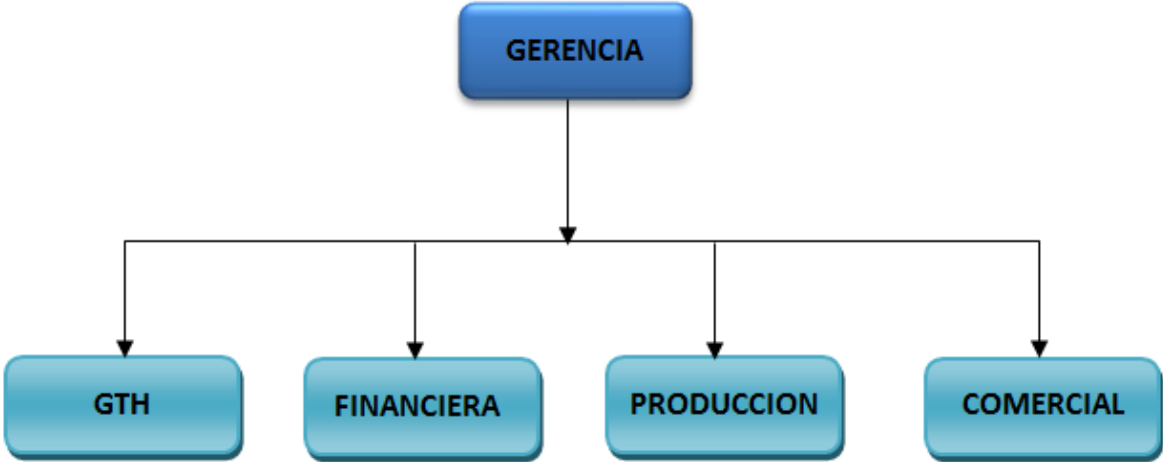 GERENCIA
GTH
FINANCIERA
PRODUCCION
COMERCIAL